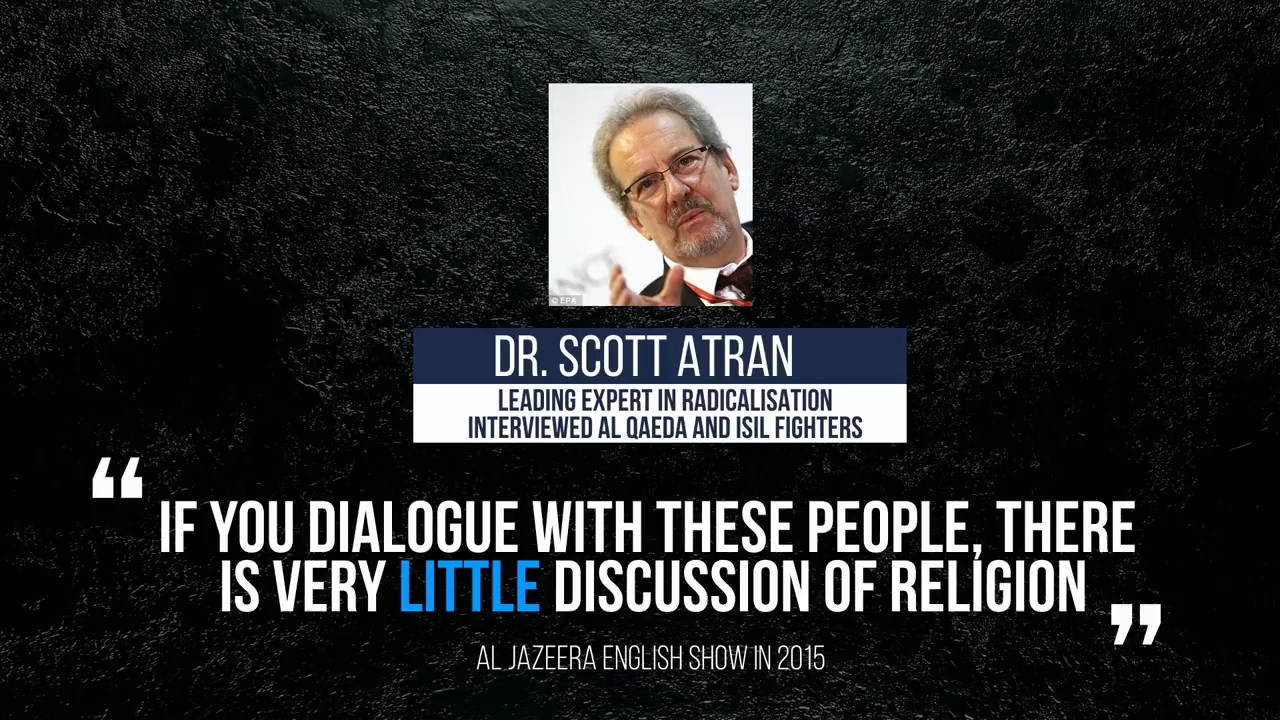 © EPA
DR. SCOTT ATRAN
LEADING EXPERT IN RADICALISATION
INTERVIEWED AL QAEDA AND ISIL FIGHTERS
“ IF YOU DIALOGUE WITH THESE PEOPLE, THERE
IS VERY LITTLE DISCUSSION OF RELIGION ”
AL JAZEERA ENGLISH SHOW IN 2015